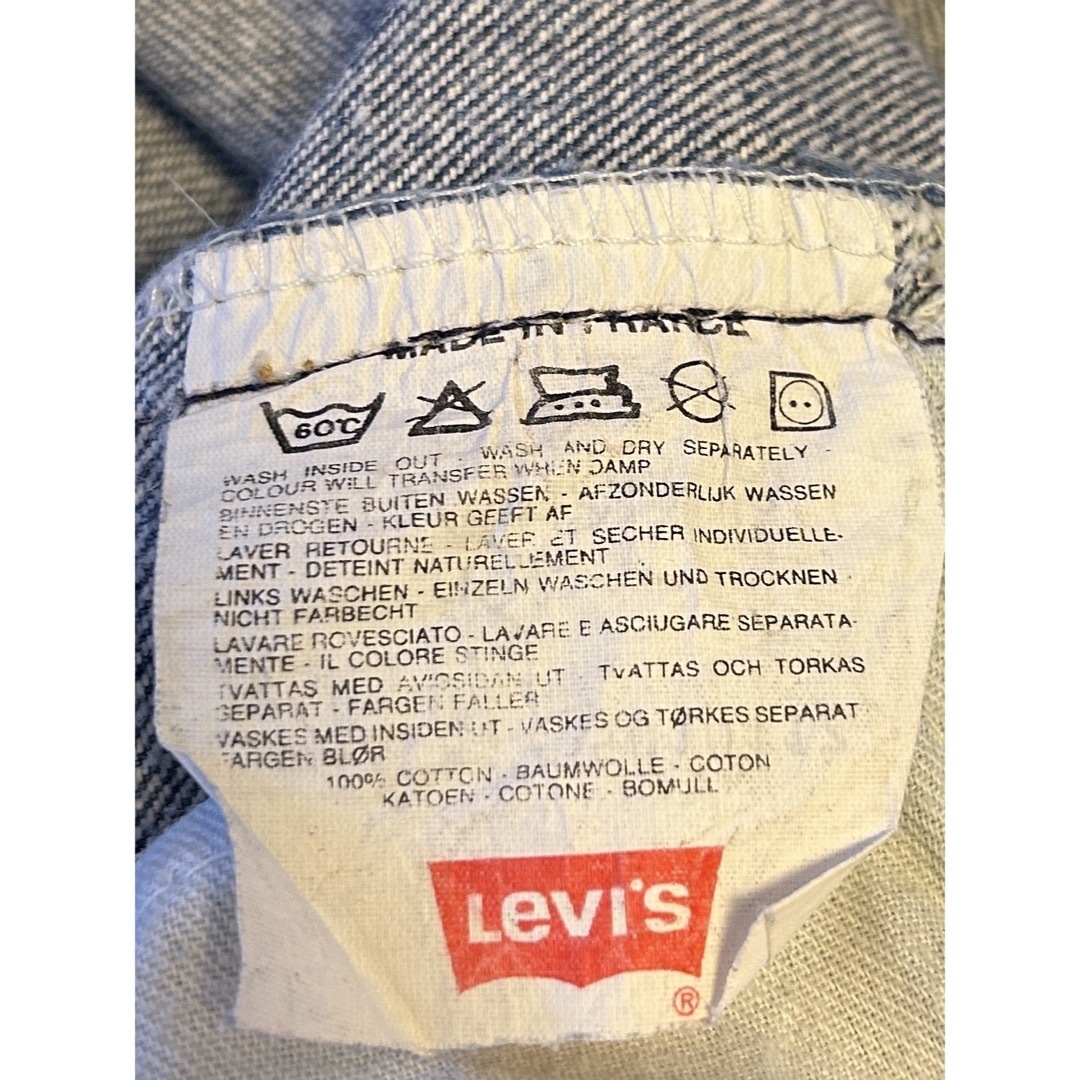 MADE IN FRANCE
60°C
WASH INSIDE OUT - WASH AND DRY SEPARATELY -
COLOUR WILL TRANSFER WHEN DAMP
BINNENSTE BUITEN WASSEN - AFZONDERLIJK WASSEN
EN DROGEN - KLEUR GEEFT AF
LAVER RETOURNE - LAVER ET SECHER INDIVIDUELLE-
MENT - DETEINT NATURELLEMENT
LINKS WASCHEN - EINZELN WASCHEN UND TROCKNEN -
NICHT FARBECHT
LAVARE ROVESCIATO - LAVARE E ASCIUGARE SEPARATA-
MENTE - IL COLORE STINGE
TVATTAS MED AVIGSIDAN UT - TVATTAS OCH TORKAS
SEPARAT - FARGEN FALLER
VASKES MED INSIDEN UT - VASKES OG TØRKES SEPARAT -
FARGEN BLØR
100% COTTON - BAUMWOLLE - COTON
KATOEN - COTONE - BOMULL
LEVI'S
®